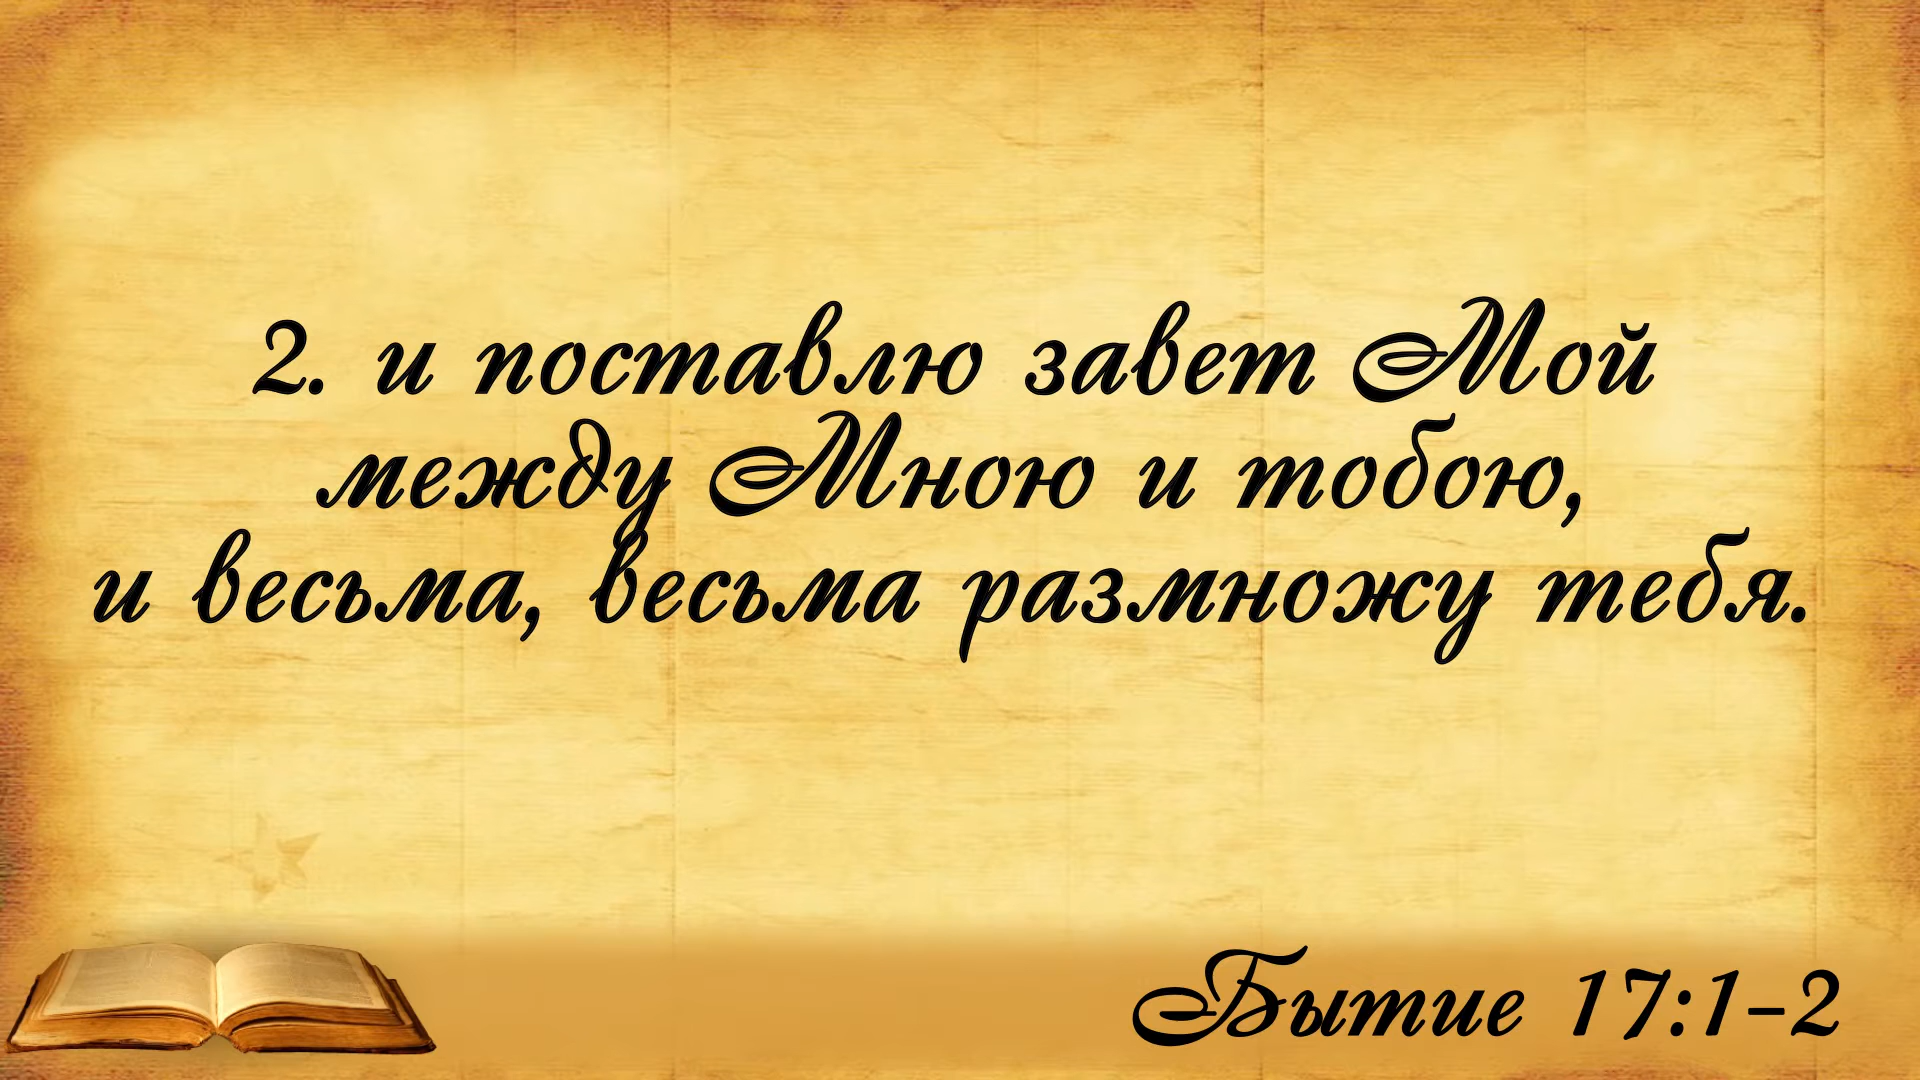 2. и поставлю завет Мой
между Мною и тобою,
и весьма, весьма размножу тебя.
Бытие 17:1-2